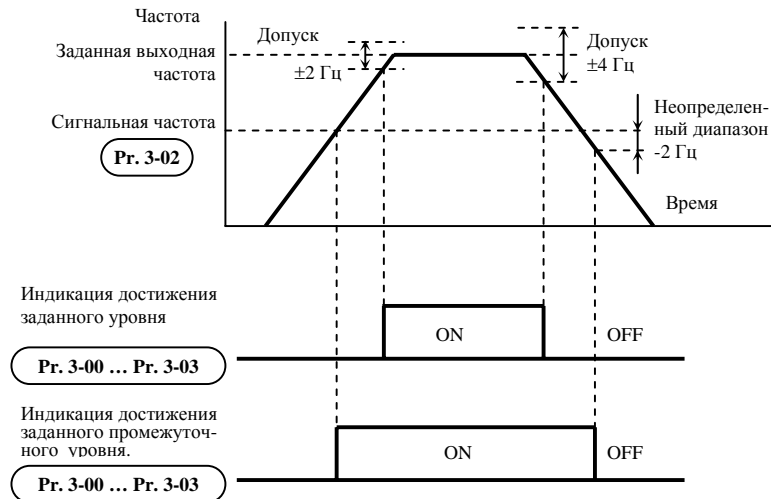 Частота
Допуск
±2 Гц
Заданная выходная
частота
Допуск
±4 Гц
Сигнальная частота
Pr. 3-02
Неопределен-
ный диапазон
-2 Гц
Время
Индикация достижения
заданного уровня
Pr. 3-00 ... Pr. 3-03
ON
OFF
Индикация достижения
заданного промежуточ-
ного уровня.
Pr. 3-00 ... Pr. 3-03
ON
OFF